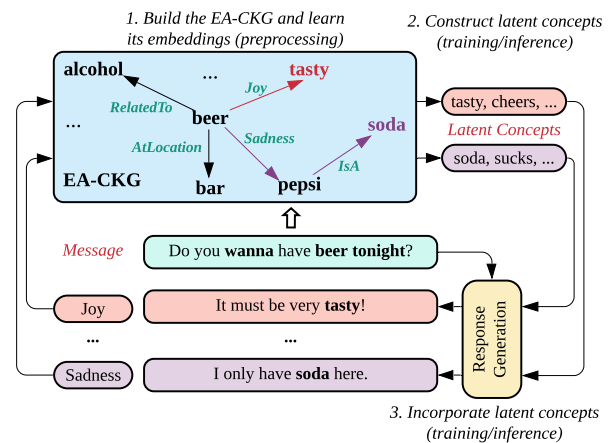 1. Build the EA-CKG and learn
its embeddings (preprocessing)
2. Construct latent concepts
(training/inference)
alcohol
...
tasty
Joy
RelatedTo
beer
...
AtLocation
Sadness
soda
IsA
EA-CKG
bar
pepsi
tasty, cheers, ...
Latent Concepts
soda, sucks, ...
Message
Do you wanna have beer tonight?
Joy
It must be very tasty!
...
...
Sadness
I only have soda here.
Response
Generation
3. Incorporate latent concepts
(training/inference)